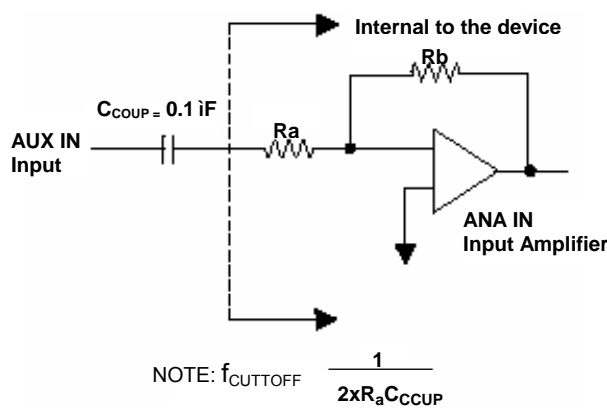 Internal to the device
Rb
CCOUP = 0.1 ìF
Ra
AUX IN
Input
ANA IN
Input Amplifier
NOTE: fCUTTOFF 1
2xRaCCCUP